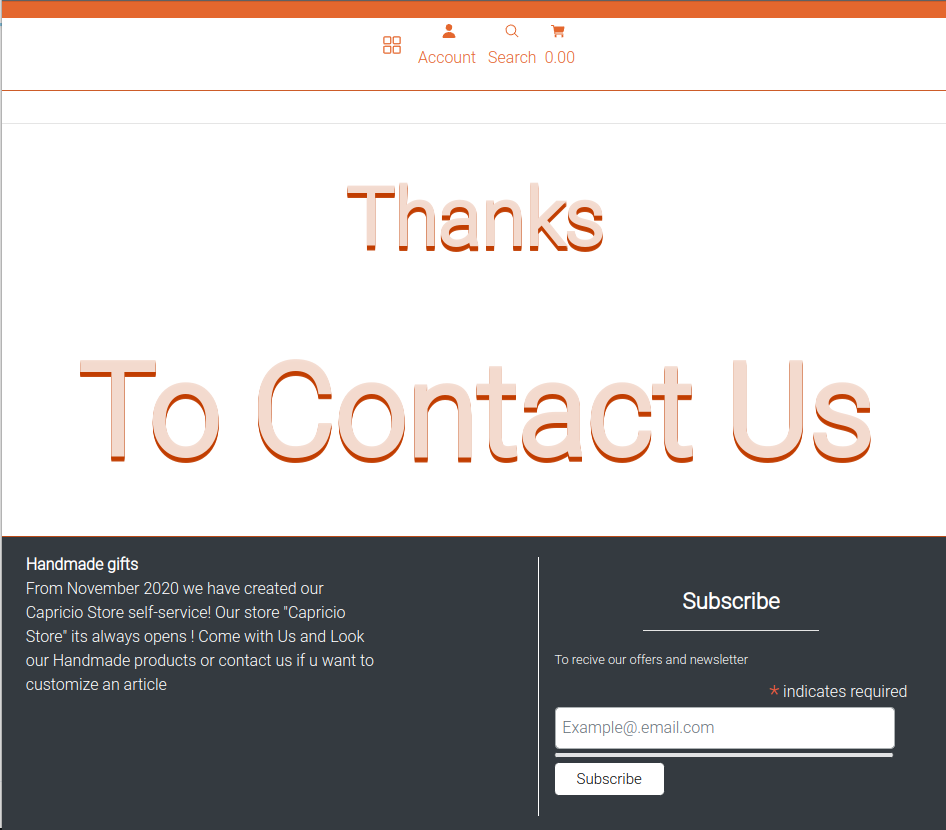 Account Search 0.00
Thanks
To Contact Us
Handmade gifts
From November 2020 we have created our
Capricio Store self-service! Our store "Capricio
Store" its always opens ! Come with Us and Look
our Handmade products or contact us if u want to
customize an article
Subscribe
To recive our offers and newsletter
* indicates required
Example@.email.com
Subscribe